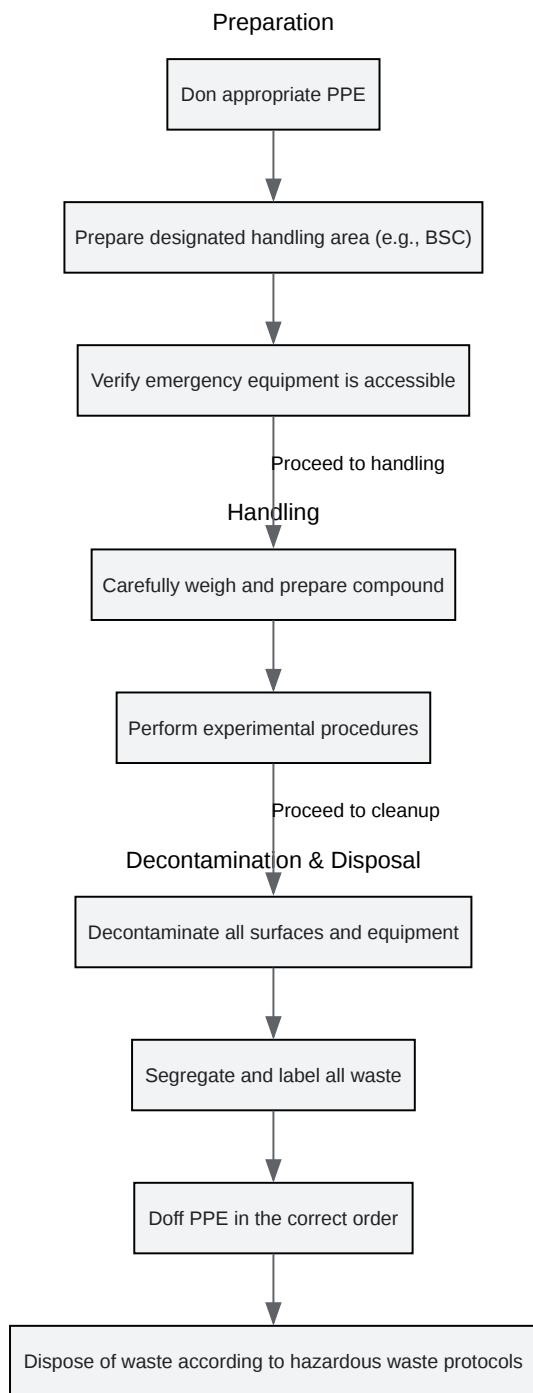 Preparation
Don appropriate PPE
Prepare designated handling area (e.g., BSC)
Verify emergency equipment is accessible
Proceed to handling
Handling
Carefully weigh and prepare compound
Perform experimental procedures
Proceed to cleanup
Decontamination & Disposal
Decontaminate all surfaces and equipment
Segregate and label all waste
Doff PPE in the correct order
Dispose of waste according to hazardous waste protocols